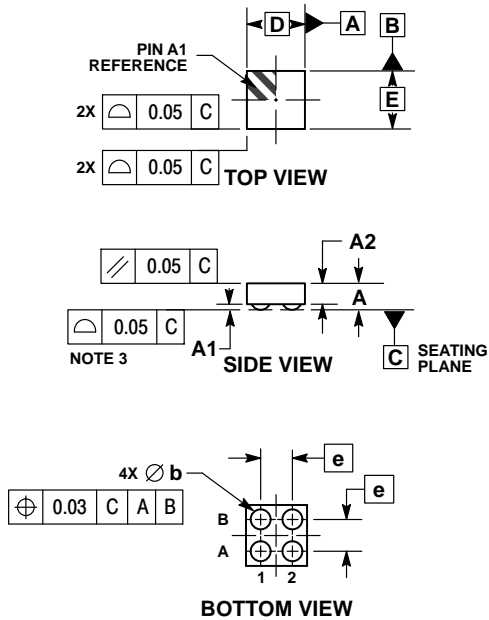 D A B
PIN A1
REFERENCE
E
2X ⌓ 0.05 C
2X ⌓ 0.05 C
TOP VIEW
A2
// 0.05 C
A
⌓ 0.05 C
A1
NOTE 3
SIDE VIEW
C SEATING
PLANE
4X ∅ b
e
e
⌖ 0.03 C A B
B
A
1 2
BOTTOM VIEW